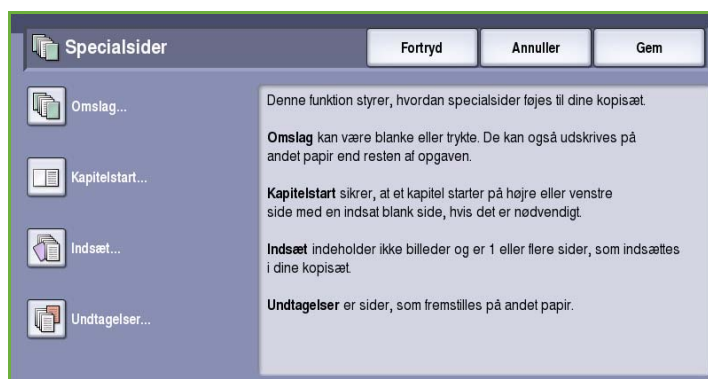 Specialsider
Fortryd
Annuller
Gem
Omslag...
Kapitelstart...
Indsæt...
Undtagelser...
Denne funktion styrer, hvordan specialsider føjes til dine kopisæt.
Omslag kan være blanke eller trykte. De kan også udskrives på
andet papir end resten af opgaven.
Kapitelstart sikrer, at et kapitel starter på højre eller venstre
side med en indsat blank side, hvis det er nødvendigt.
Indsæt indeholder ikke billeder og er 1 eller flere sider, som indsættes
i dine kopisæt.
Undtagelser er sider, som fremstilles på andet papir.